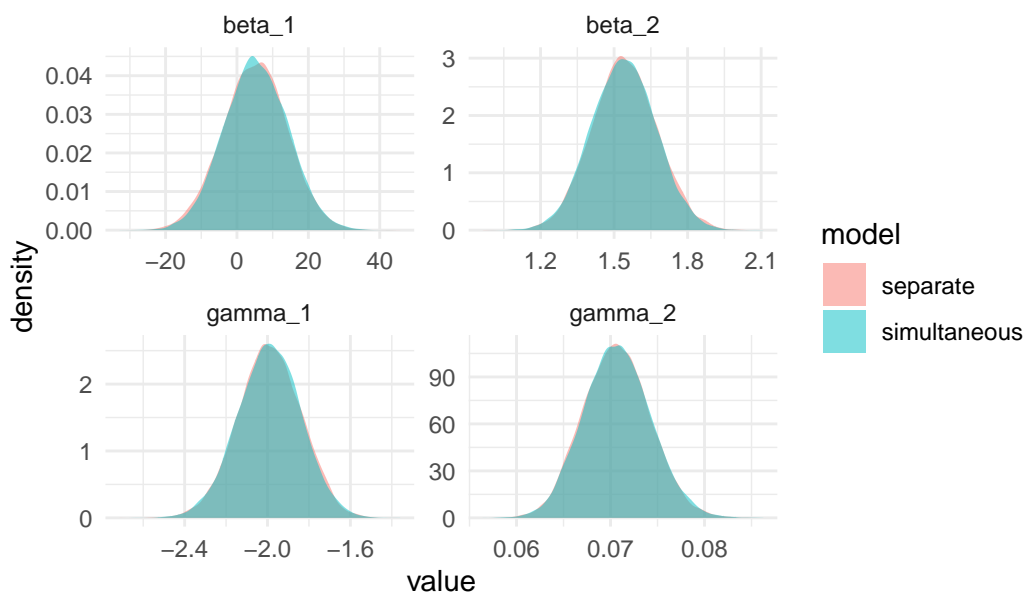 beta_1
beta_2
0.04
0.03
0.02
0.01
0.00
3
2
1
0
−20 0 20 40
1.2 1.5 1.8 2.1
gamma_1
gamma_2
2
1
0
90
60
30
0
−2.4 −2.0 −1.6
0.06 0.07 0.08
density
value
model
separate
simultaneous